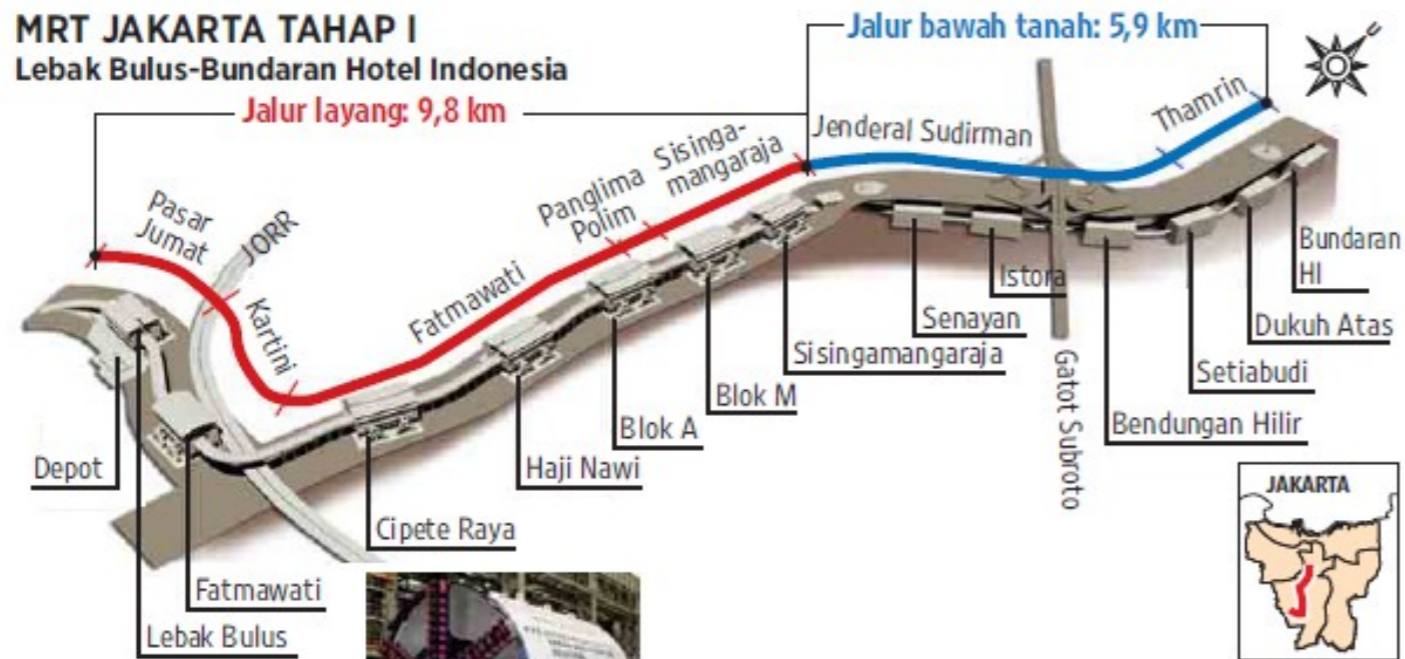 MRT JAKARTA TAHAP I
Lebak Bulus-Bundaran Hotel Indonesia
Jalur layang: 9,8 km
Jalur bawah tanah: 5,9 km
Pasar
Jumat
JORR
Kartini
Fatmawati
Panglima
Polim
Sisinga-
mangaraja
Jenderal Sudirman
Thamrin
Bundaran
HI
Dukuh Atas
Setiabudi
Bendungan Hilir
Gatot Subroto
Istora
Senayan
Sisingamangaraja
Blok M
Blok A
Haji Nawi
Cipete Raya
Fatmawati
Lebak Bulus
Depot
JAKARTA
U